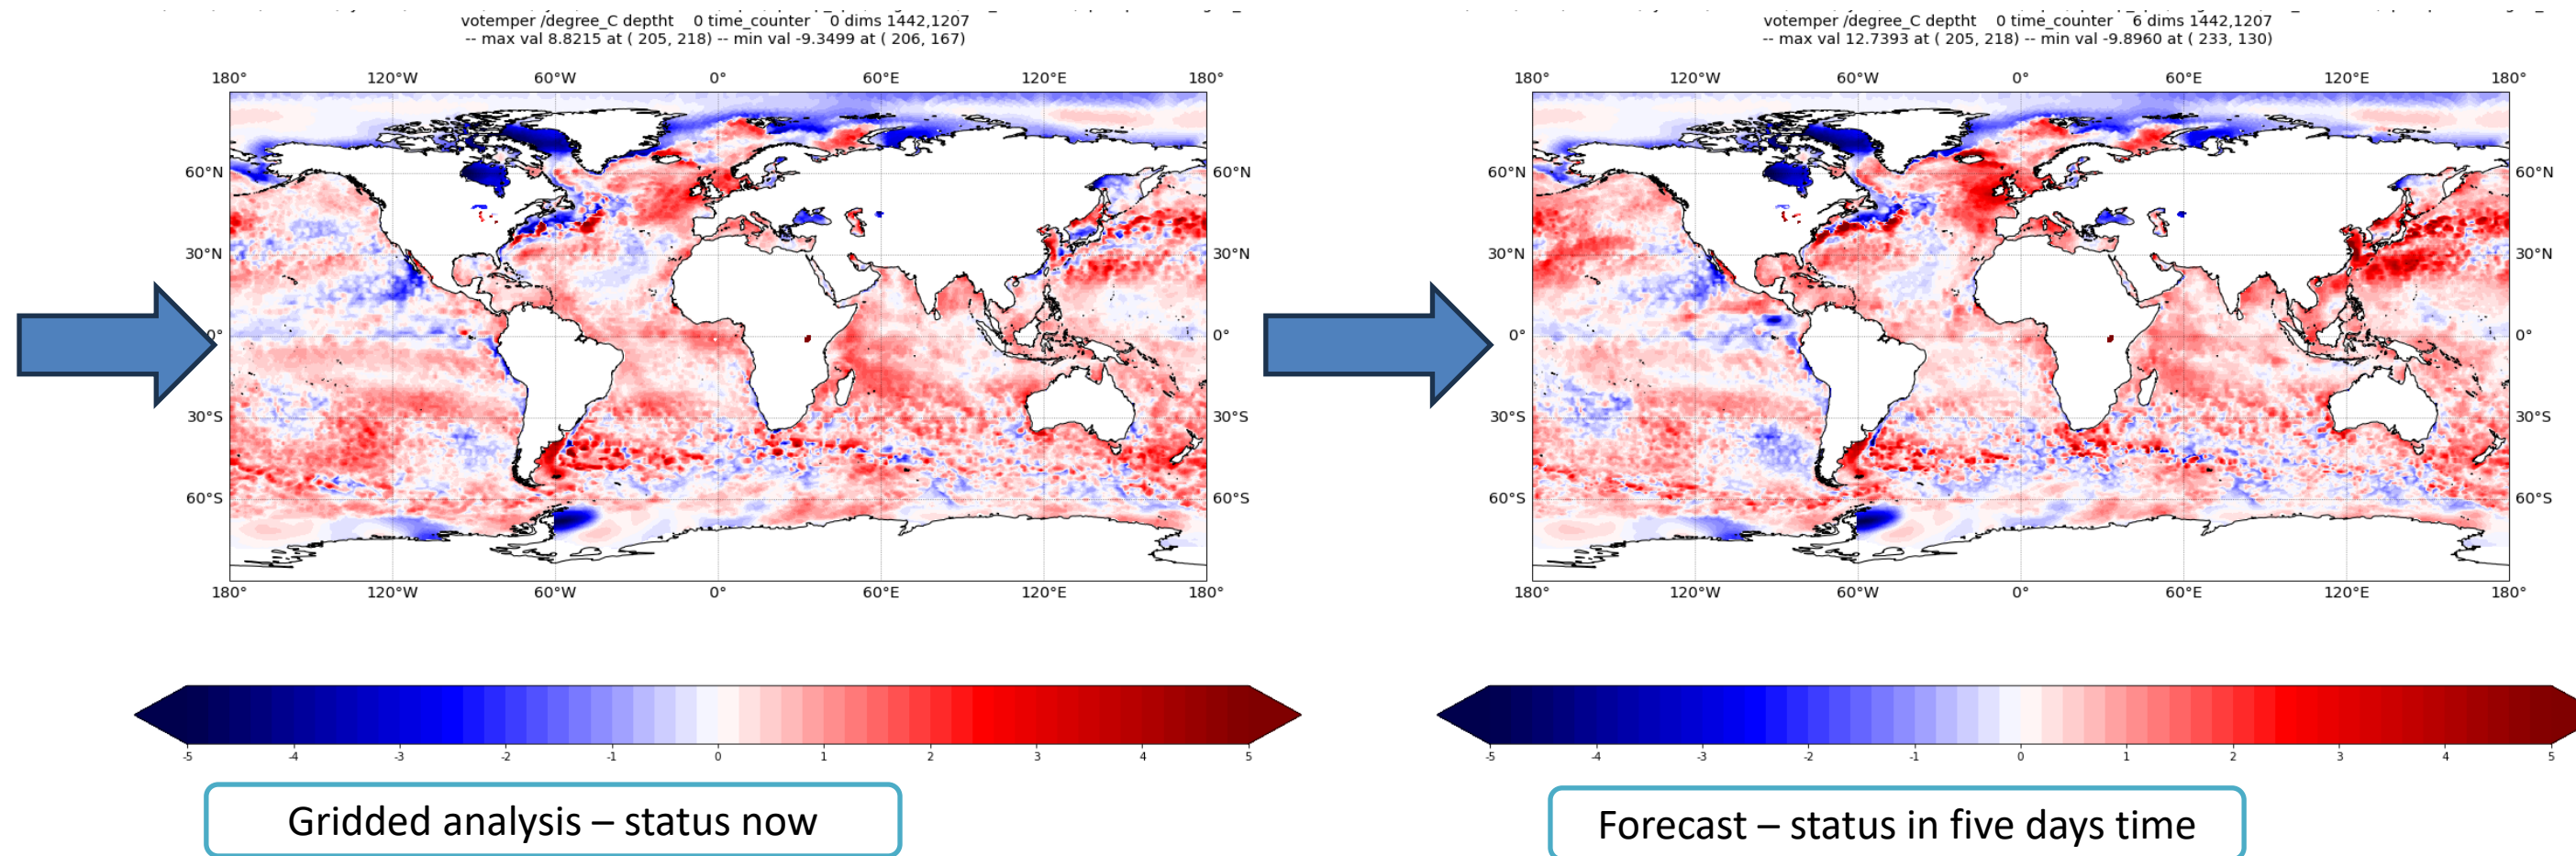 votemper /degree_C deptht 0 time_counter 0 dims 1442,1207
-- max val 8.8215 at ( 205, 218) -- min val -9.3499 at ( 206, 167)
180° 120°W 60°W 0° 60°E 120°E 180°
60°N 60°N
30°N 30°N
0° 0°
30°S 30°S
60°S 60°S
180° 120°W 60°W 0° 60°E 120°E 180°
-5 -4 -3 -2 -1 0 1 2 3 4 5
Gridded analysis – status now
votemper /degree_C deptht 0 time_counter 6 dims 1442,1207
-- max val 12.7393 at ( 205, 218) -- min val -9.8960 at ( 233, 130)
180° 120°W 60°W 0° 60°E 120°E 180°
60°N 60°N
30°N 30°N
0° 0°
30°S 30°S
60°S 60°S
180° 120°W 60°W 0° 60°E 120°E 180°
-5 -4 -3 -2 -1 0 1 2 3 4 5
Forecast – status in five days time